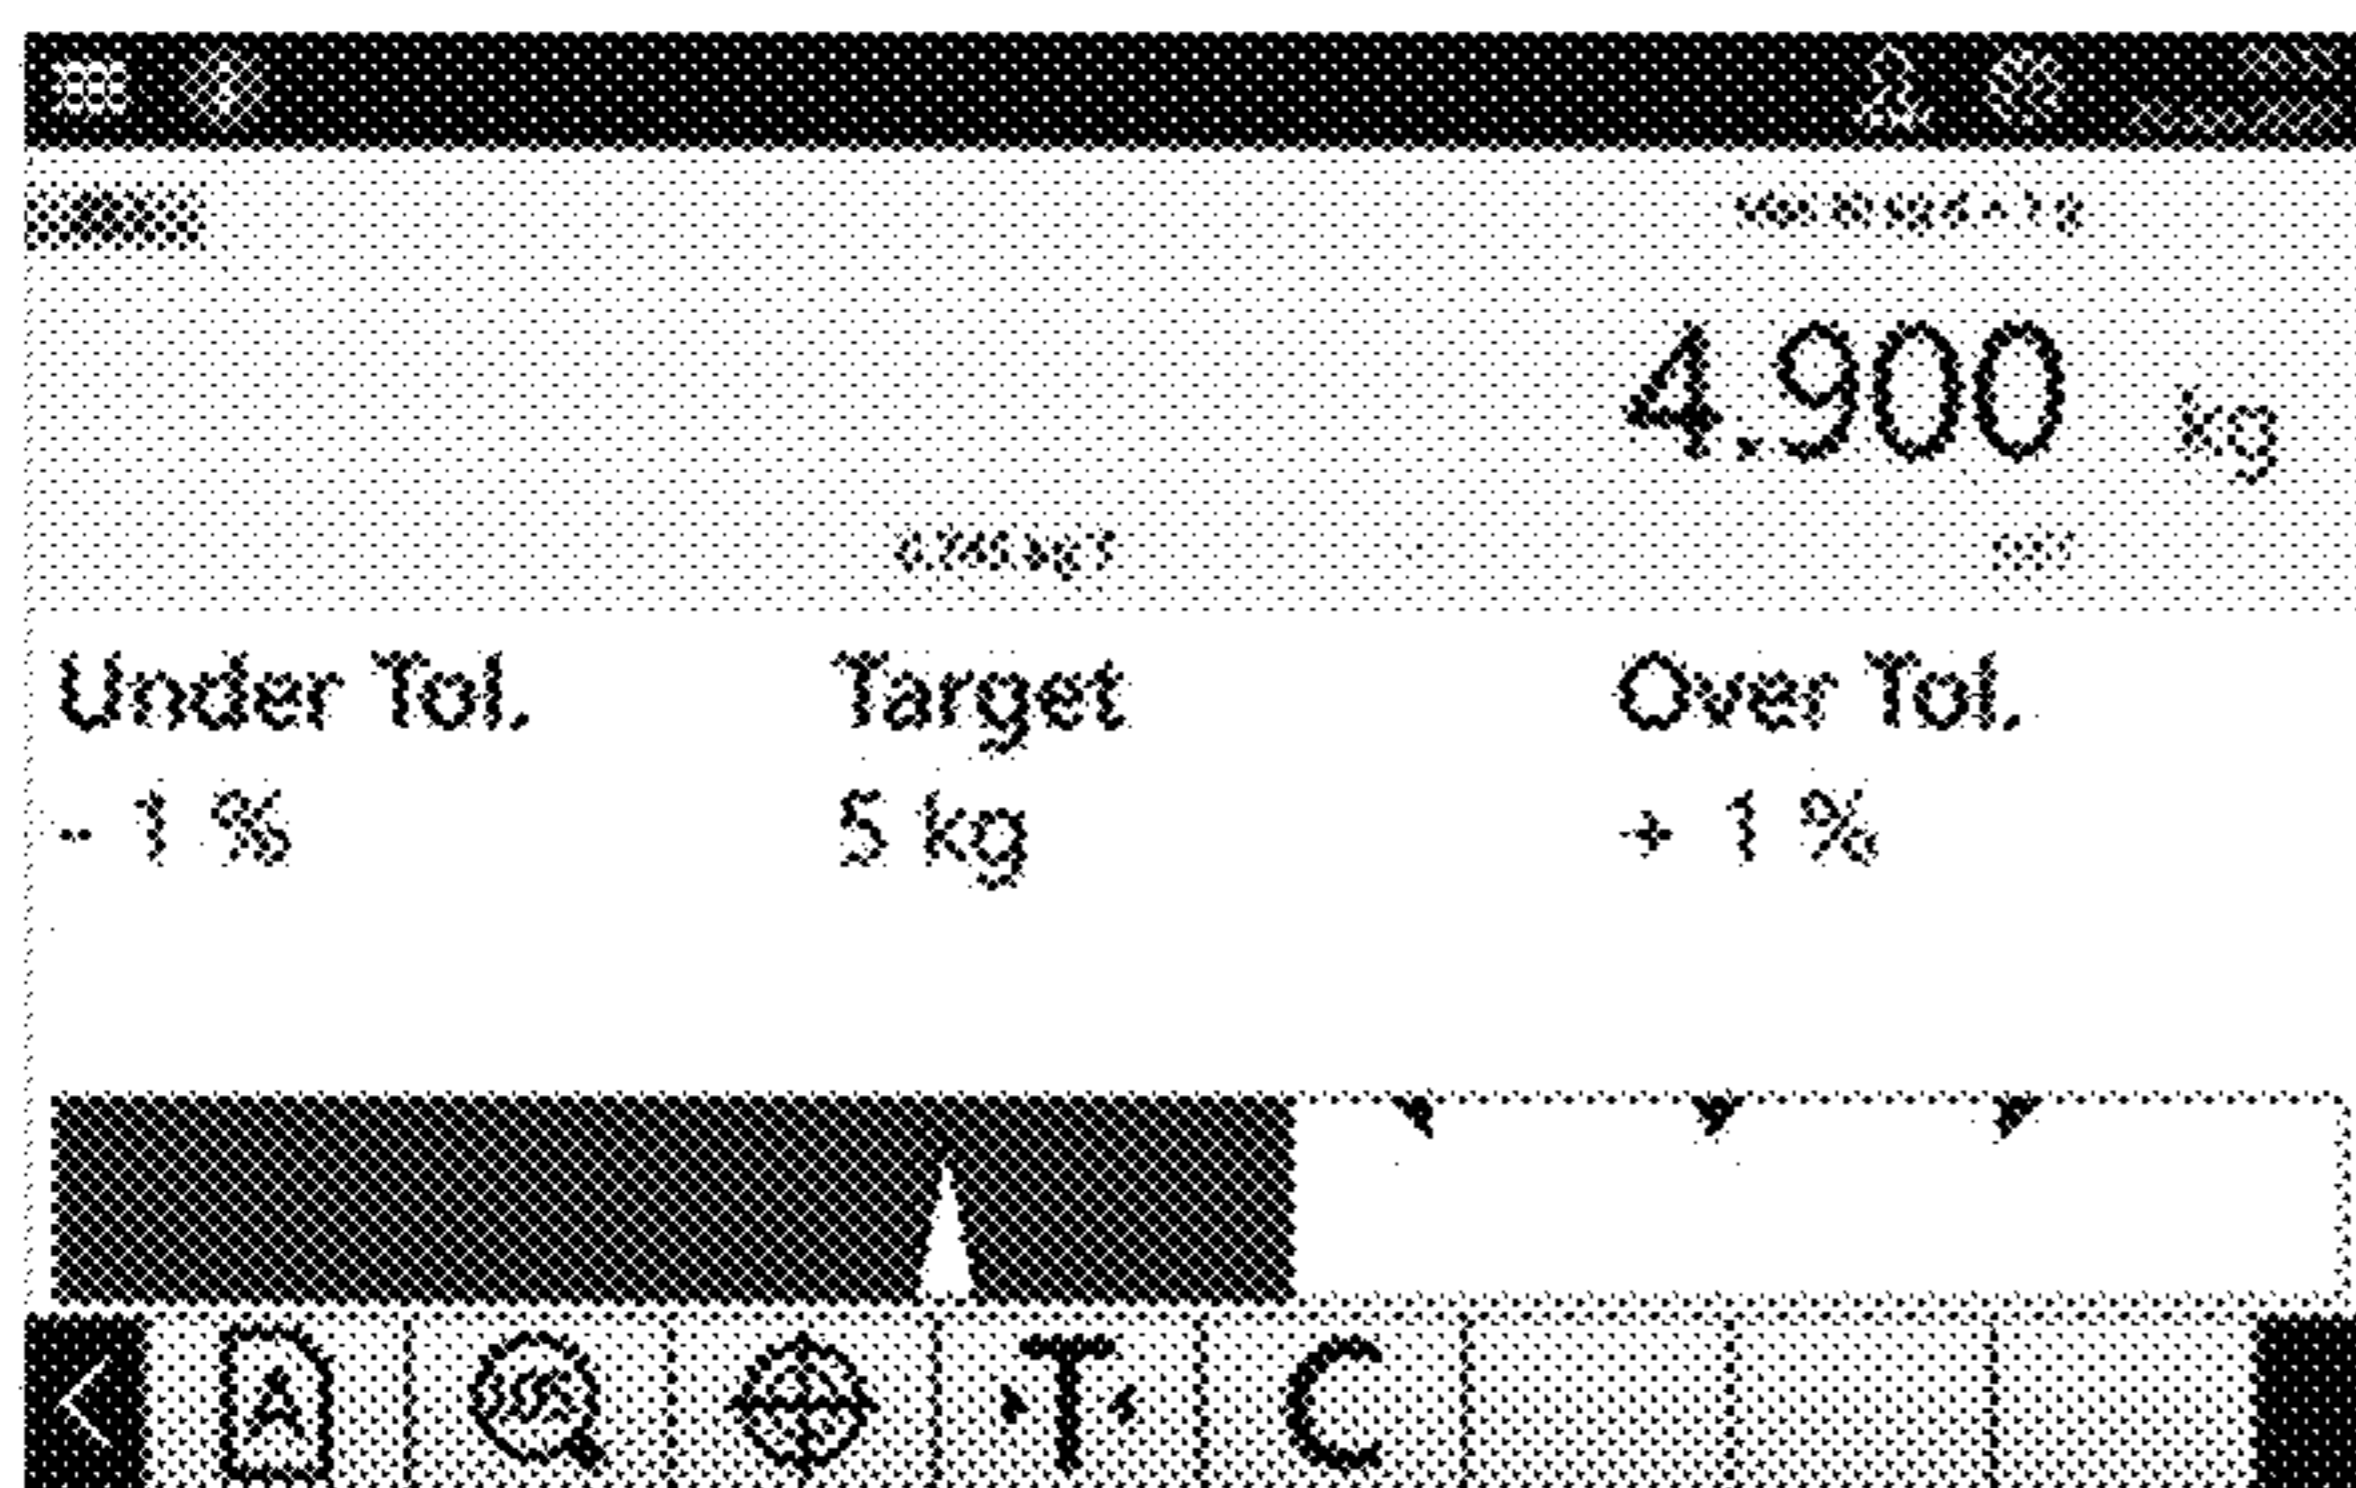 4.900 kg
Under Tol. Target Over Tol.
- 1 % 5 kg + 1 %
A T C